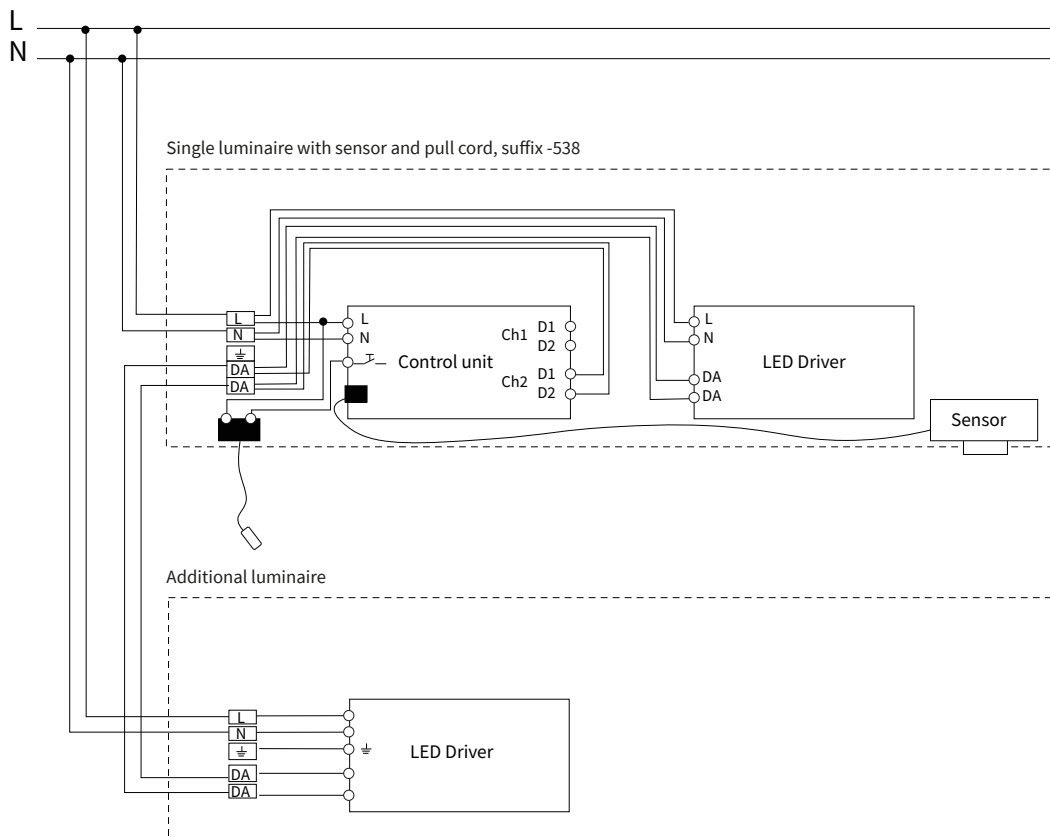 L
N
Single luminaire with sensor and pull cord, suffix -538
L
N
DA
DA
L
N
Control unit
Ch1
D1
D2
Ch2
D1
D2
L
N
LED Driver
DA
DA
Sensor
Additional luminaire
L
N
DA
DA
LED Driver